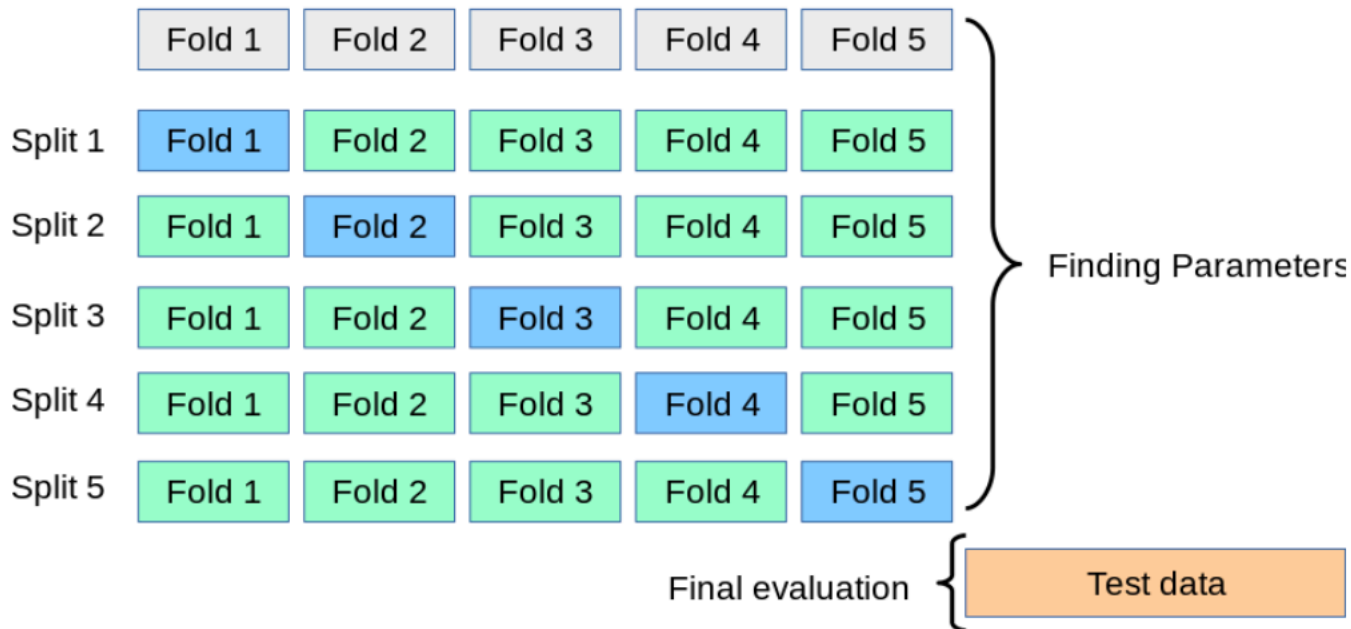 Fold 1 Fold 2 Fold 3 Fold 4 Fold 5
Split 1 Fold 1 Fold 2 Fold 3 Fold 4 Fold 5
Split 2 Fold 1 Fold 2 Fold 3 Fold 4 Fold 5
Finding Parameters
Split 3 Fold 1 Fold 2 Fold 3 Fold 4 Fold 5
Split 4 Fold 1 Fold 2 Fold 3 Fold 4 Fold 5
Split 5 Fold 1 Fold 2 Fold 3 Fold 4 Fold 5
Final evaluation Test data